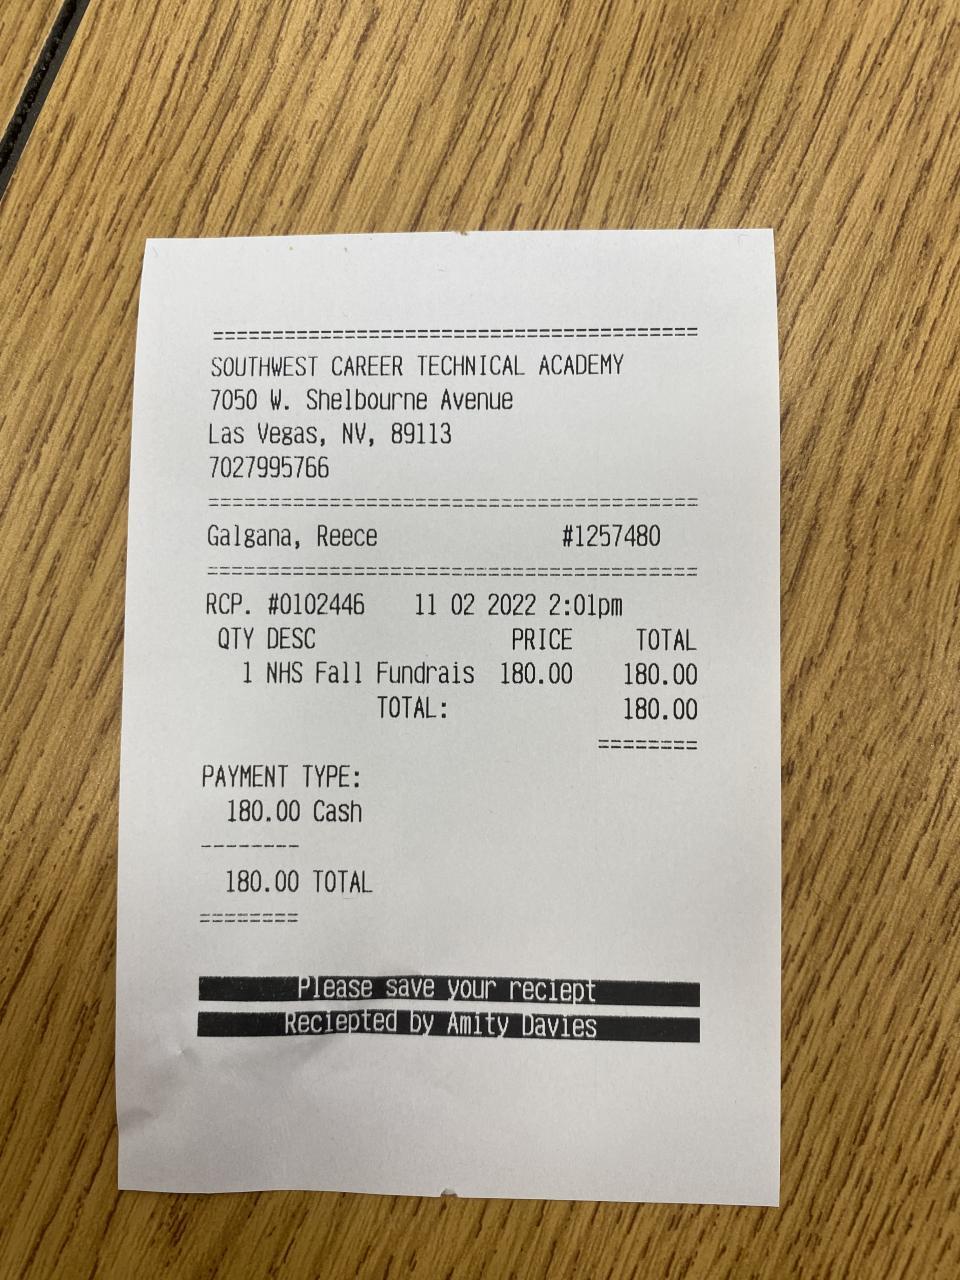 ========================================
SOUTHWEST CAREER TECHNICAL ACADEMY
7050 W. Shelbourne Avenue
Las Vegas, NV, 89113
7027995766
========================================
Galgana, Reece #1257480
========================================
RCP. #0102446 11 02 2022 2:01pm
QTY DESC PRICE TOTAL
1 NHS Fall Fundrais 180.00 180.00
TOTAL: 180.00
========
PAYMENT TYPE:
180.00 Cash
--------
180.00 TOTAL
========
Please save your reciept
Reciepted by Amity Davies